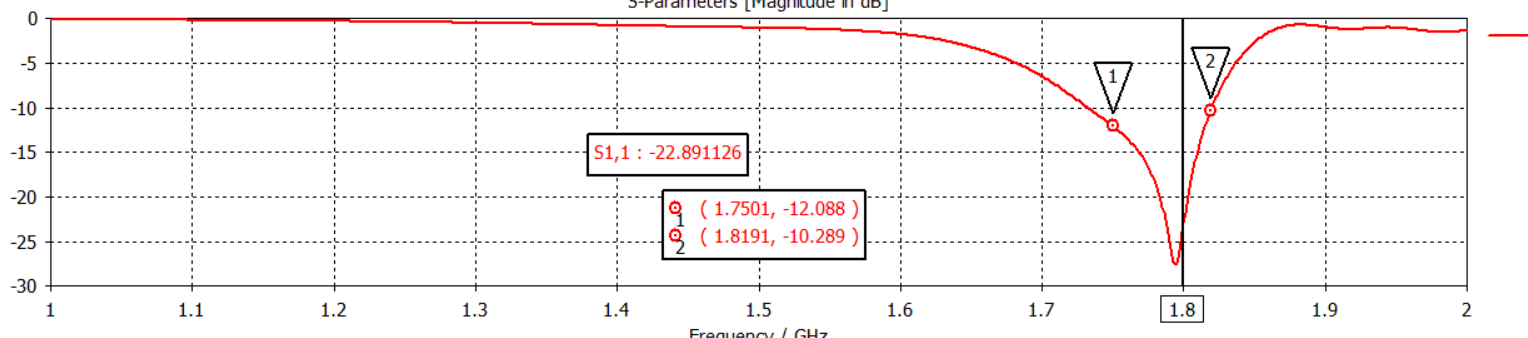 S-Parameters [Magnitude in dB]
0
-5
-10
-15
-20
-25
-30
1
2
S1,1 : -22.891126
1 ( 1.7501, -12.088 )
2 ( 1.8191, -10.289 )
1 1.1 1.2 1.3 1.4 1.5 1.6 1.7 1.8 1.9 2
Frequency / GHz